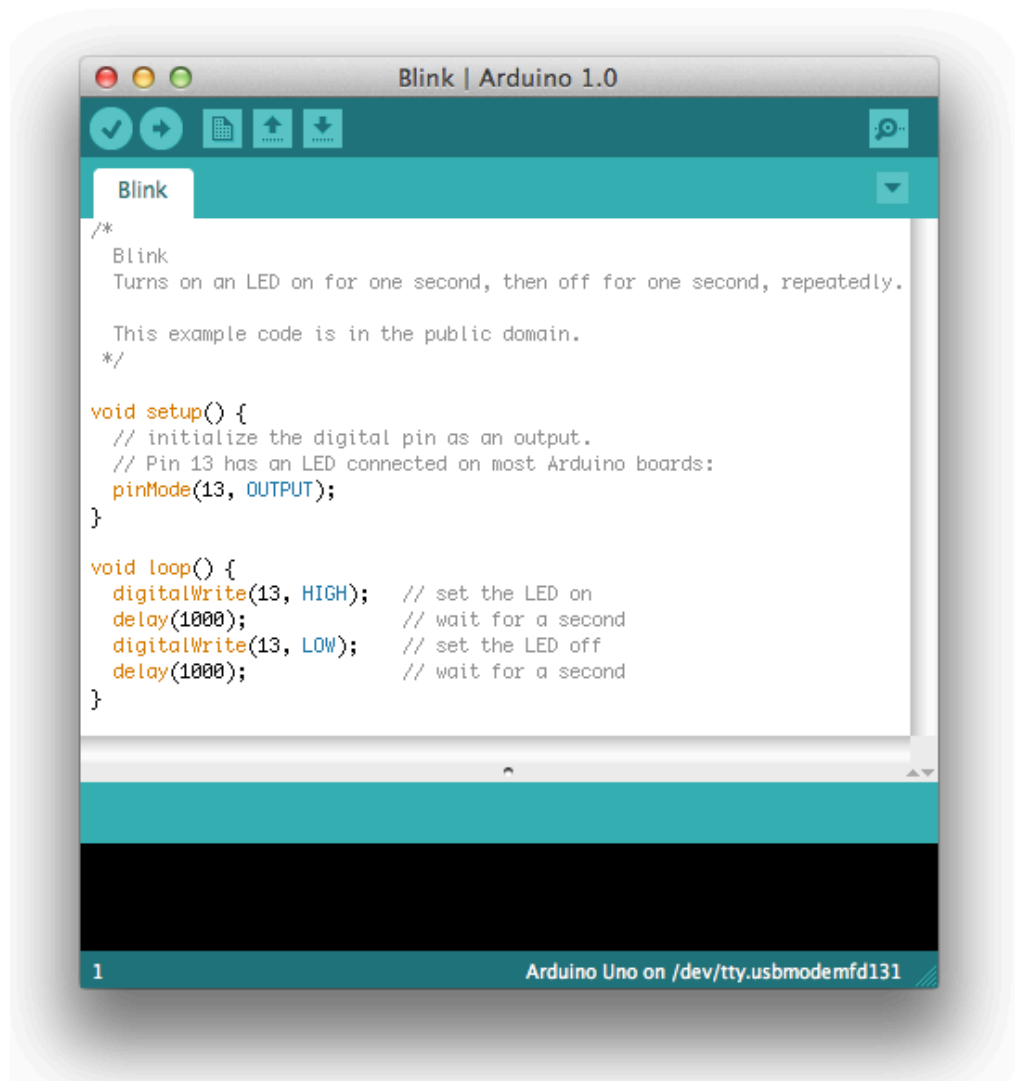 Blink | Arduino 1.0
Blink
/*
  Blink
  Turns on an LED on for one second, then off for one second, repeatedly.

  This example code is in the public domain.
 */

void setup() {
  // initialize the digital pin as an output.
  // Pin 13 has an LED connected on most Arduino boards:
  pinMode(13, OUTPUT);
}

void loop() {
  digitalWrite(13, HIGH);   // set the LED on
  delay(1000);              // wait for a second
  digitalWrite(13, LOW);    // set the LED off
  delay(1000);              // wait for a second
}
1 Arduino Uno on /dev/tty.usbmodemfd131